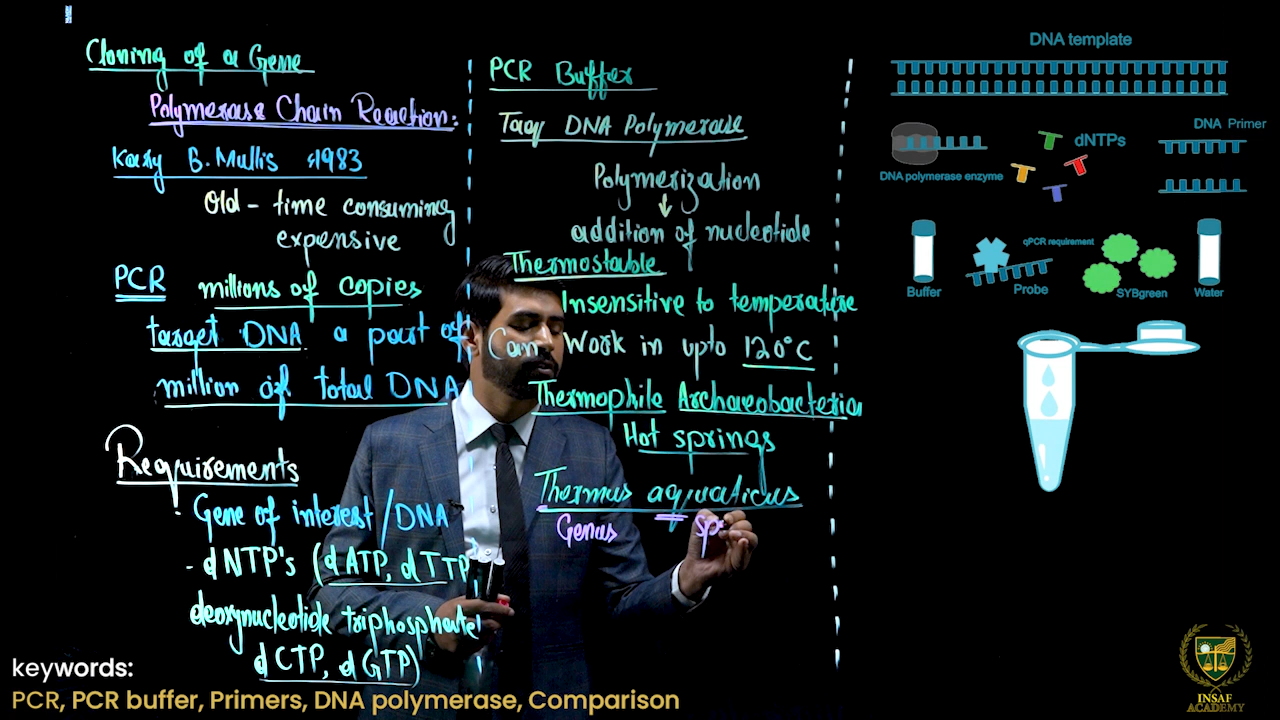 Cloning of a Gene
Polymerase Chain Reaction:
Kary B. Mullis 1983
Old - time consuming
expensive
PCR millions of copies
target DNA a part of
million of total DNA
Requirements
Gene of interest/DNA
- dNTP's (dATP, dTTP
deoxynucleotide triphosphate
dCTP, dGTP)
PCR Buffer
Taq DNA Polymerase
Polymerization
↓
addition of nucleotide
Thermostable
Insensitive to temperature
Can Work in upto 120°C
Thermophile Archaeobacteria
Hot springs
Thermus aquaticus
Genus Sp
DNA template
dNTPs
DNA Primer
DNA polymerase enzyme
qPCR requirement
Buffer
Probe
SYBgreen
Water
keywords:
PCR, PCR buffer, Primers, DNA polymerase, Comparison
INSAF
ACADEMY